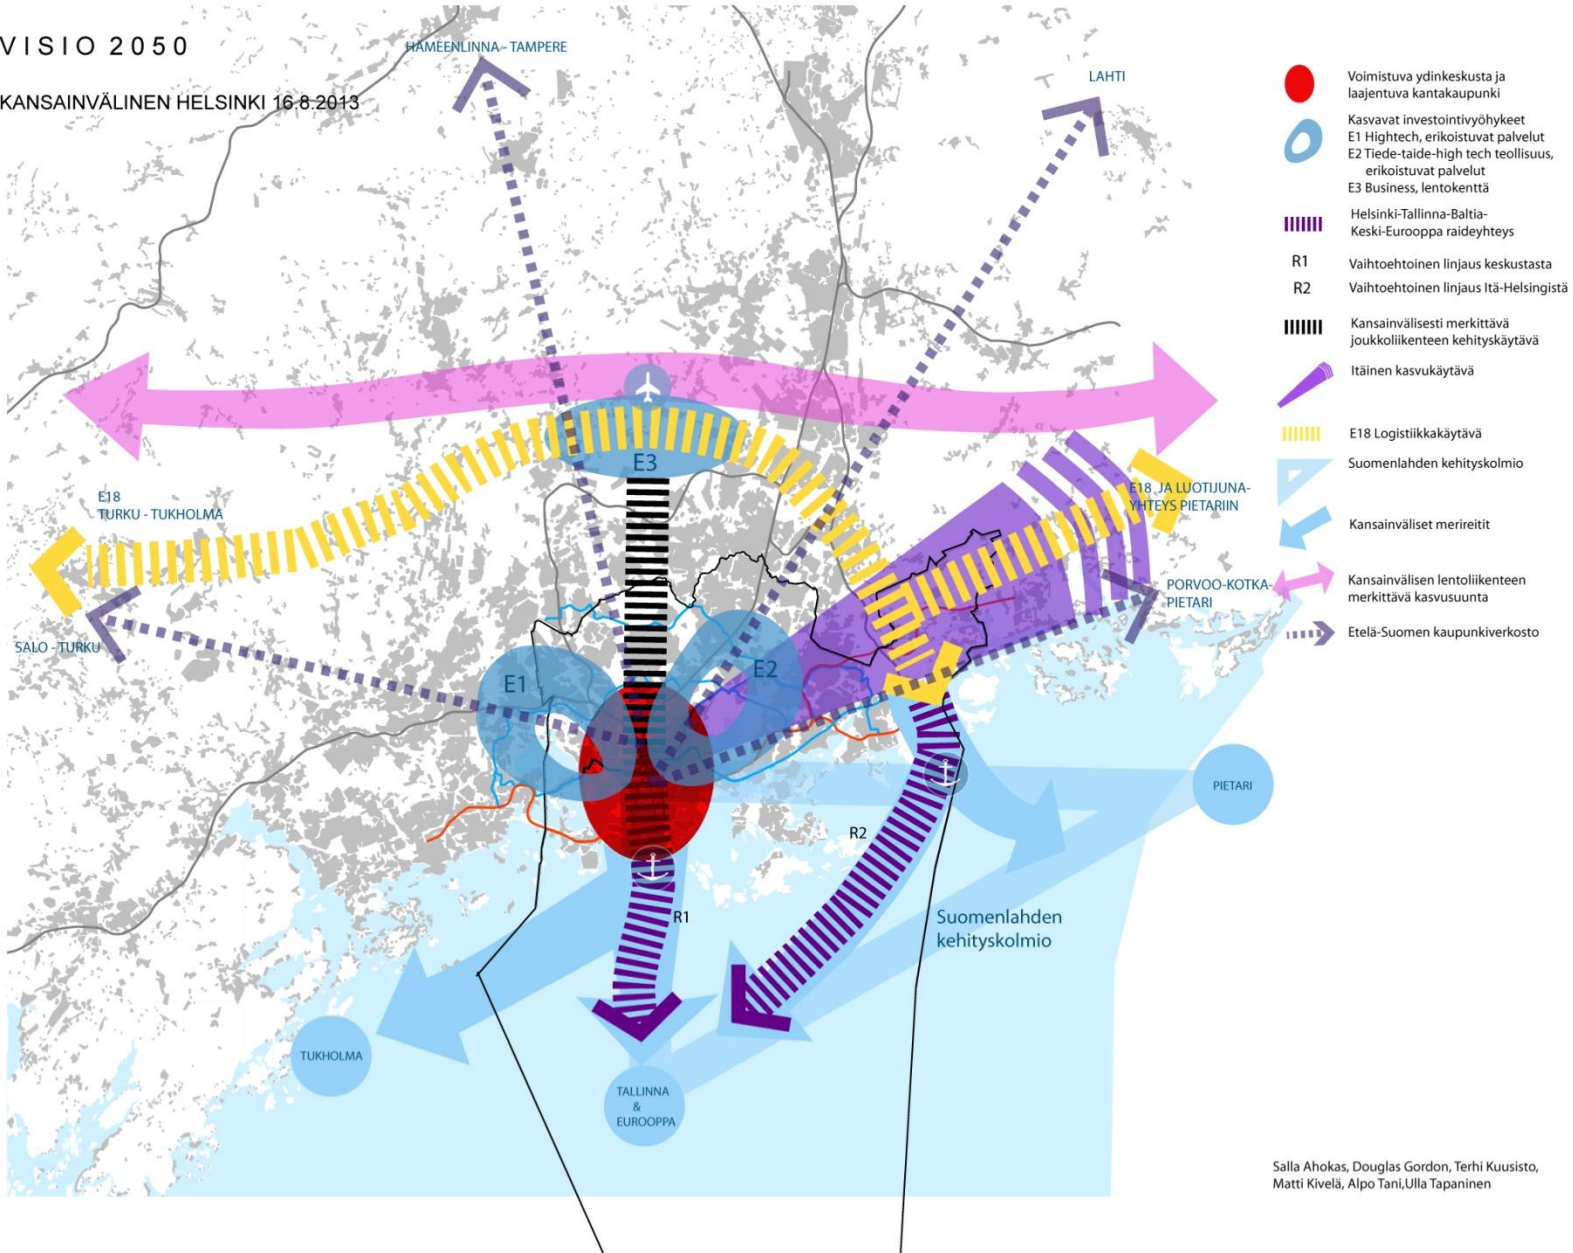 VISIO 2050
KANSAINVÄLINEN HELSINKI 16.8.2013
HÄMEENLINNA - TAMPERE
LAHTI
E3
E18
TURKU - TUKHOLMA
E18 JA LUOTIJUNA-
YHTEYS PIETARIIN
PORVOO-KOTKA-
PIETARI
SALO - TURKU
E1
E2
PIETARI
R2
R1
Suomenlahden
kehityskolmio
TUKHOLMA
TALLINNA
&
EUROOPPA
Voimistuva ydinkeskusta ja
laajentuva kantakaupunki
Kasvavat investointivyöhykeet
E1 Hightech, erikoistuvat palvelut
E2 Tiede-taide-high tech teollisuus,
erikoistuvat palvelut
E3 Business, lentokenttä
Helsinki-Tallinna-Baltia-
Keski-Eurooppa raideyhteys
R1 Vaihtoehtoinen linjaus keskustasta
R2 Vaihtoehtoinen linjaus Itä-Helsingistä
Kansainvälisesti merkittävä
joukkoliikenteen kehityskäytävä
Itäinen kasvukäytävä
E18 Logistiikkakäytävä
Suomenlahden kehityskolmio
Kansainväliset merireitit
Kansainvälisen lentoliikenteen
merkittävä kasvusuunta
Etelä-Suomen kaupunkiverkosto
Salla Ahokas, Douglas Gordon, Terhi Kuusisto,
Matti Kivelä, Alpo Tani,Ulla Tapaninen